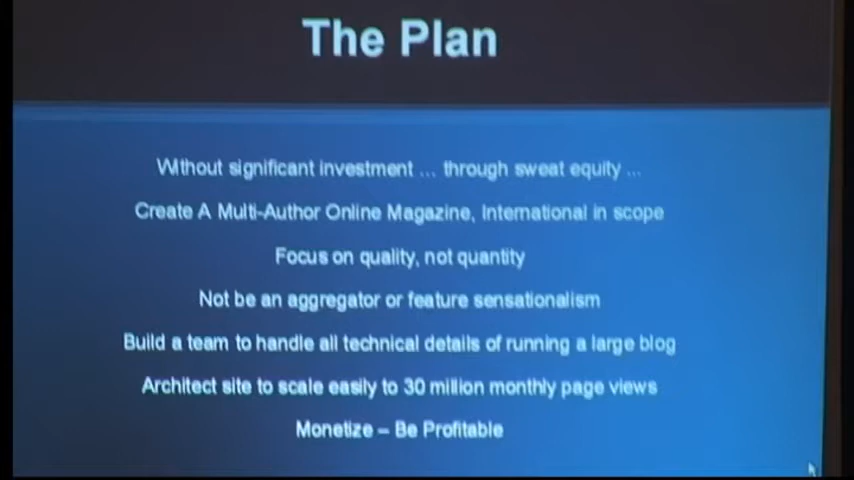 The Plan
Without significant investment ... through sweat equity ...
Create A Multi-Author Online Magazine, International in scope
Focus on quality, not quantity
Not be an aggregator or feature sensationalism
Build a team to handle all technical details of running a large blog
Architect site to scale easily to 30 million monthly page views
Monetize – Be Profitable